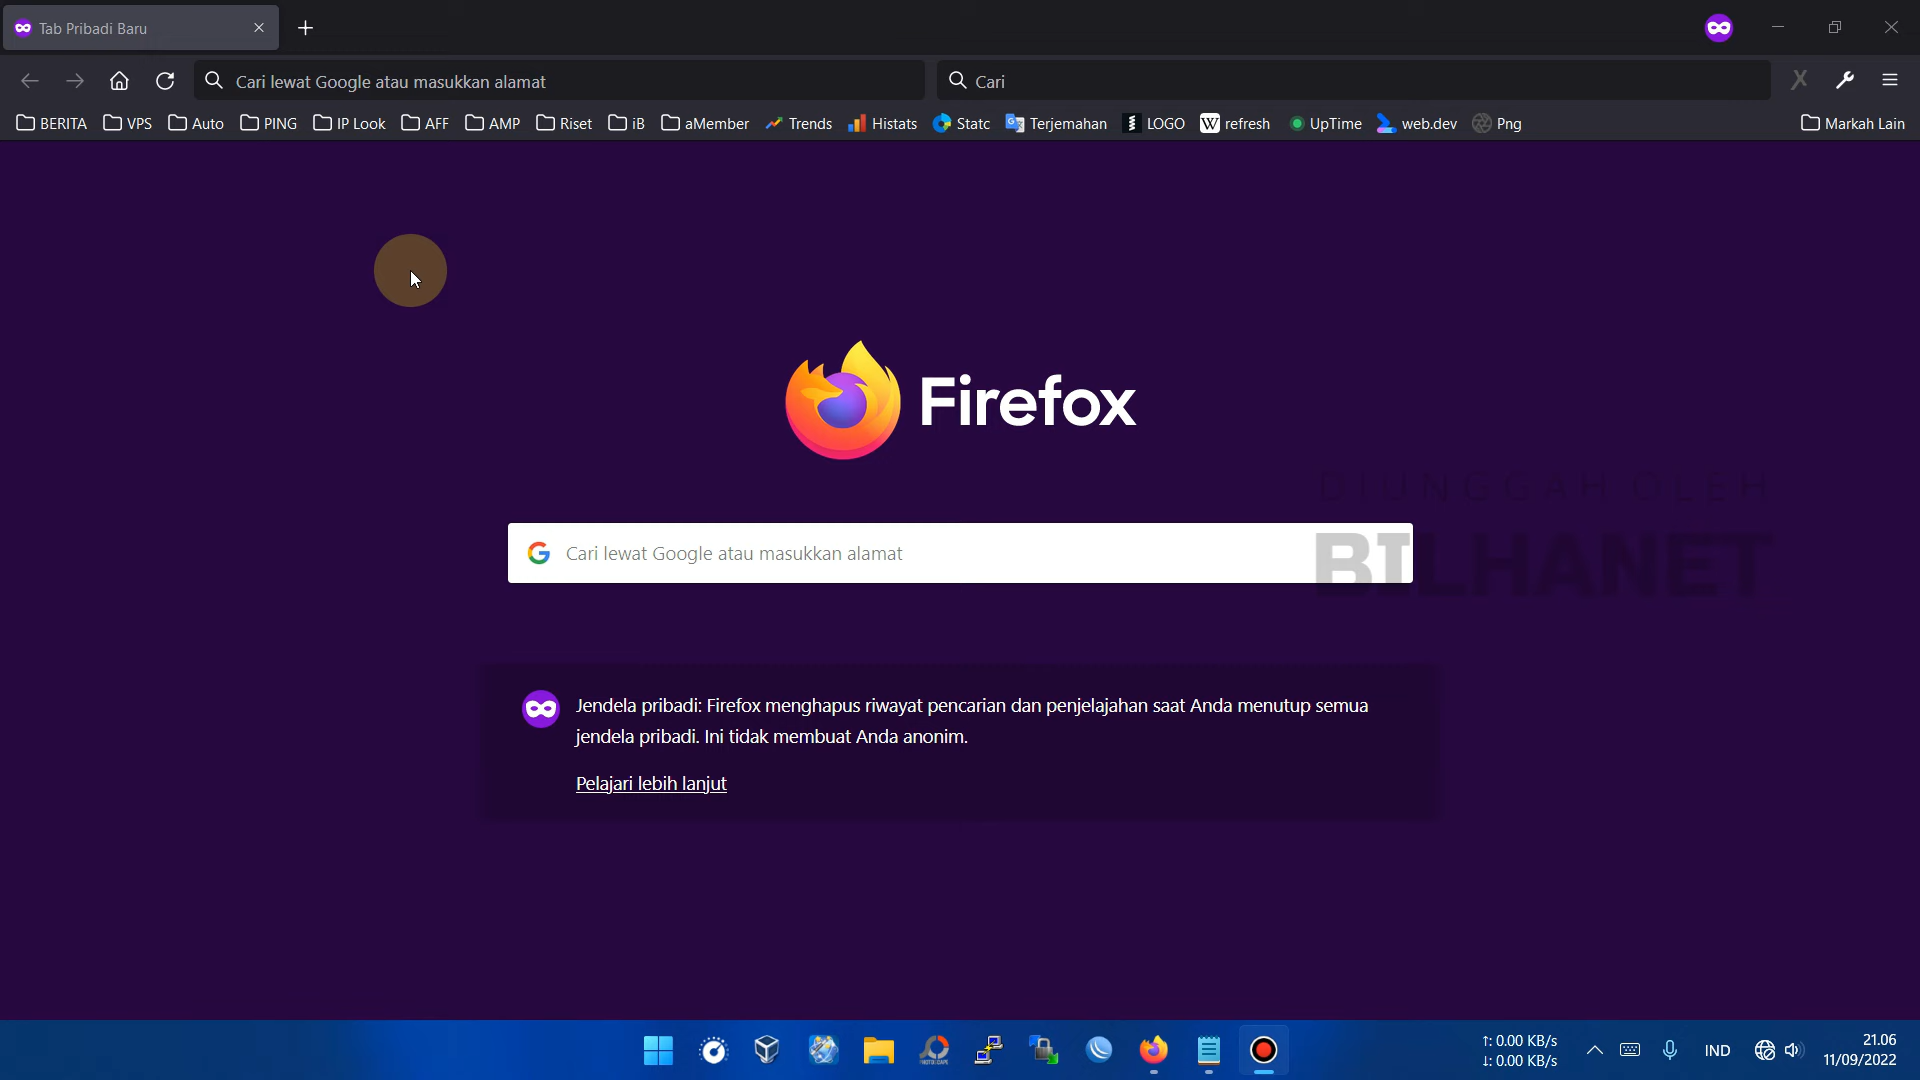 Tab Pribadi Baru
Cari lewat Google atau masukkan alamat
Cari
BERITA VPS Auto PING IP Look AFF AMP Riset iB aMember Trends Histats Statc Terjemahan LOGO refresh UpTime web.dev Png Markah Lain
Firefox
DIUNGGAH OLEH
BILHANET
Cari lewat Google atau masukkan alamat
Jendela pribadi: Firefox menghapus riwayat pencarian dan penjelajahan saat Anda menutup semua
jendela pribadi. Ini tidak membuat Anda anonim.
Pelajari lebih lanjut
↑: 0.00 KB/s
↓: 0.00 KB/s
IND
21.06
11/09/2022